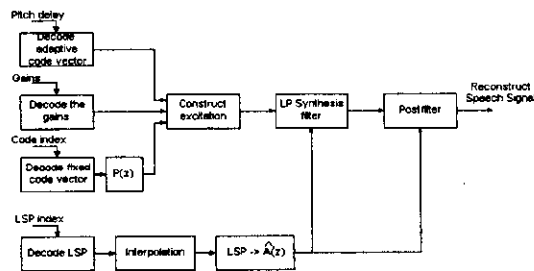 Pitch delay
Decode
adaptive
code vector
Gains
Decode the
gains
Code index
Decode fixed
code vector
P(z)
Construct
excitation
LP Synthesis
filter
Postfilter
Reconstruct
Speech Signal
LSP index
Decode LSP
Interpolation
LSP -> Â(z)